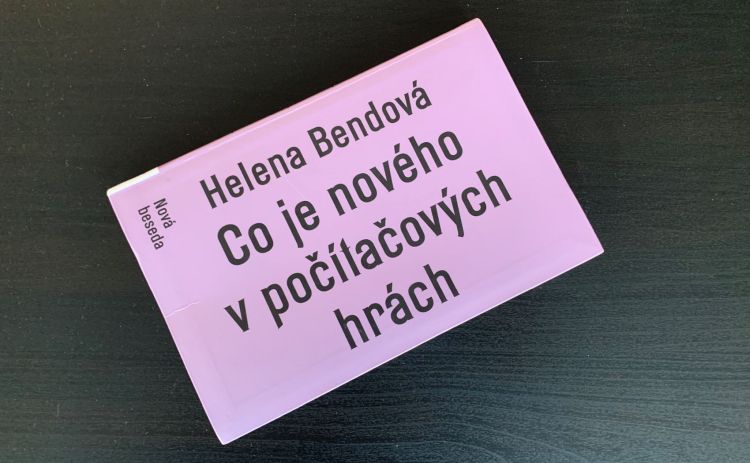 Helena Bendová
Co je nového
v počítačových
hrách
Nová
beseda